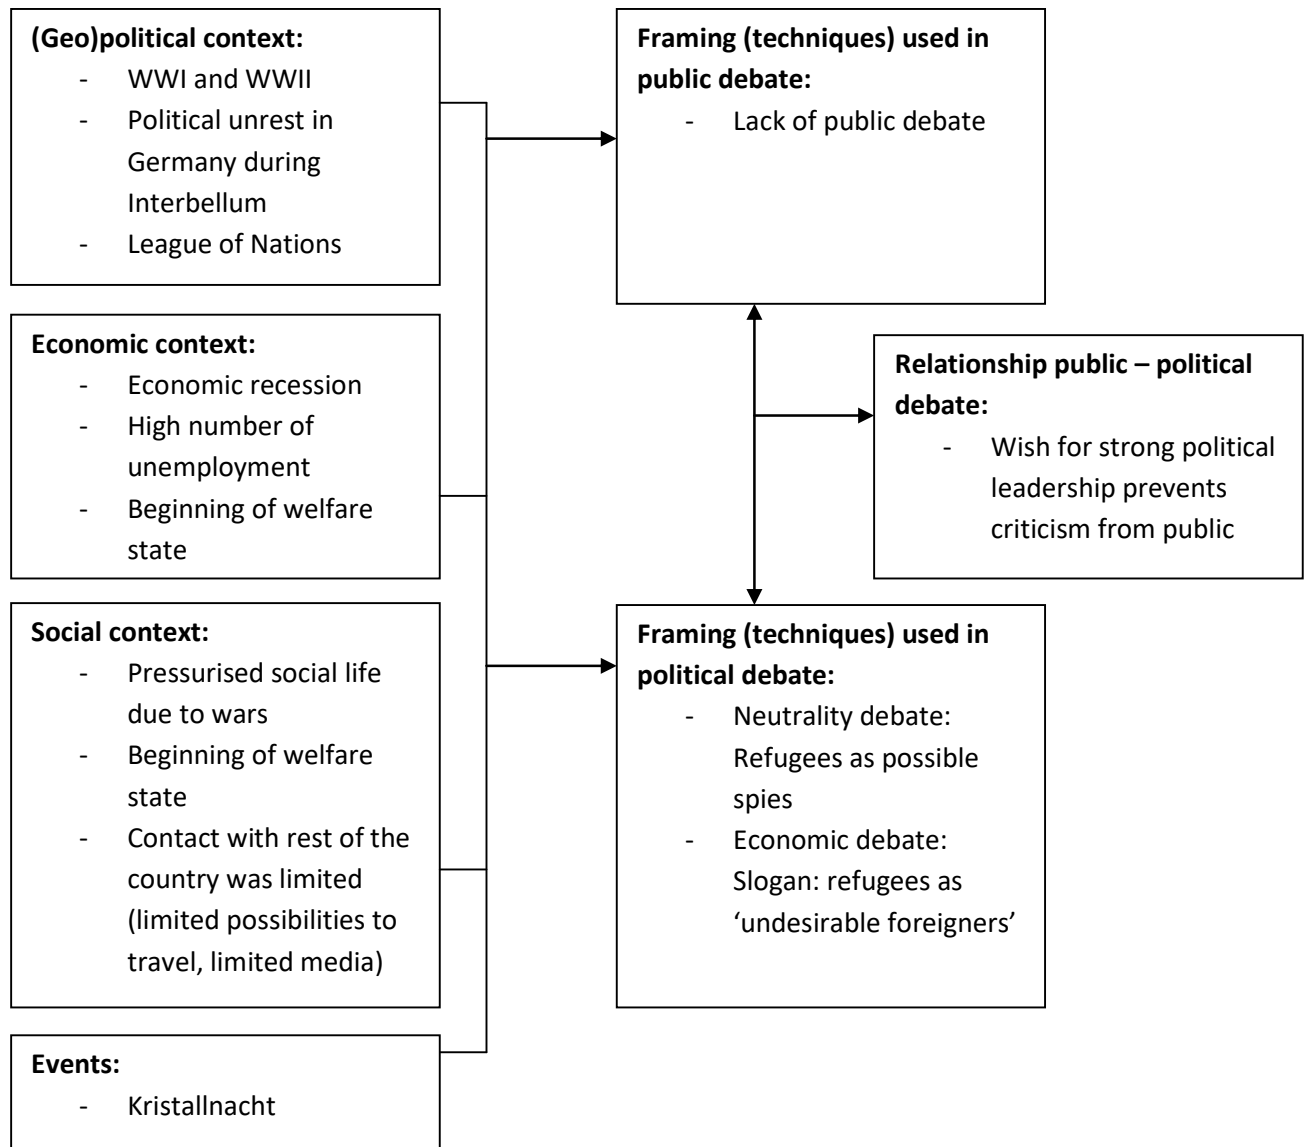 (Geo)political context:
- WWI and WWII
- Political unrest in
Germany during
Interbellum
- League of Nations
Economic context:
- Economic recession
- High number of
unemployment
- Beginning of welfare
state
Social context:
- Pressurised social life
due to wars
- Beginning of welfare
state
- Contact with rest of the
country was limited
(limited possibilities to
travel, limited media)
Events:
- Kristallnacht
Framing (techniques) used in
public debate:
- Lack of public debate
Relationship public – political
debate:
- Wish for strong political
leadership prevents
criticism from public
Framing (techniques) used in
political debate:
- Neutrality debate:
Refugees as possible
spies
- Economic debate:
Slogan: refugees as
‘undesirable foreigners’